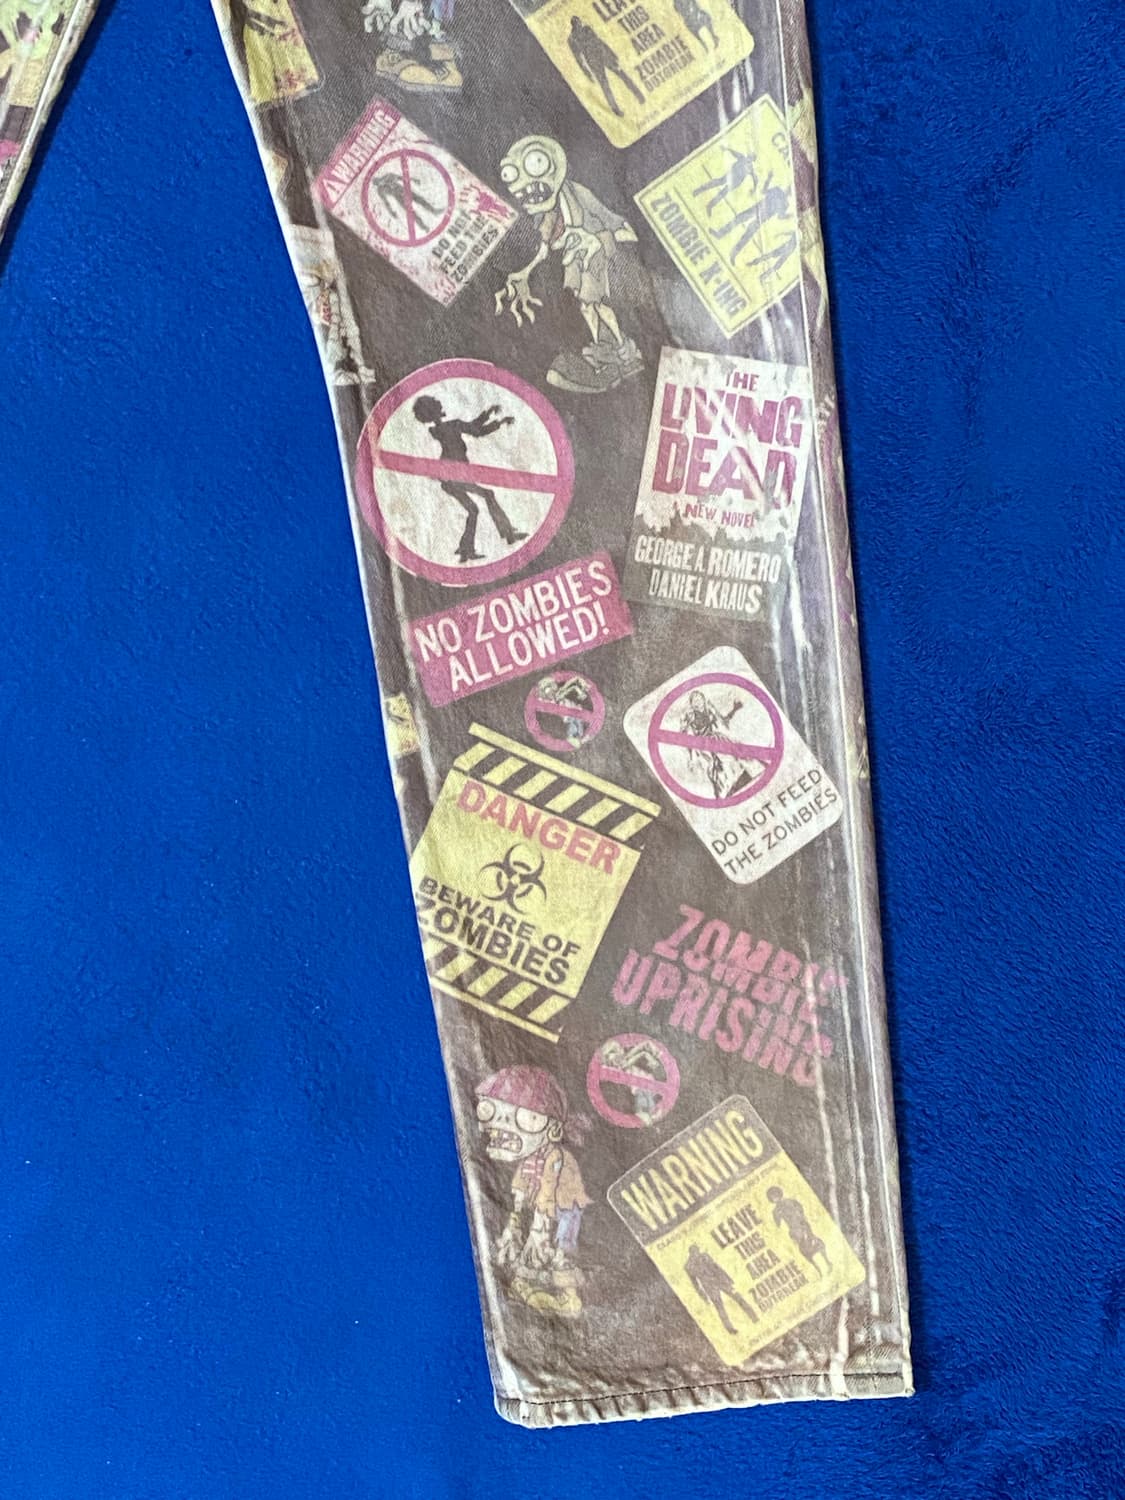 LEAVE
THIS
AREA
ZOMBIE
OUTBREAK
WARNING
DO NOT
FEED THE
ZOMBIES
ZOMBIE X-ING
THE
LIVING
DEAD
A NEW NOVEL
GEORGE A. ROMERO
DANIEL KRAUS
NO ZOMBIES
ALLOWED!
DO NOT FEED
THE ZOMBIES
DANGER
BEWARE OF
ZOMBIES
ZOMBIE
UPRISING
WARNING
LEAVE
THIS
AREA
ZOMBIE
OUTBREAK